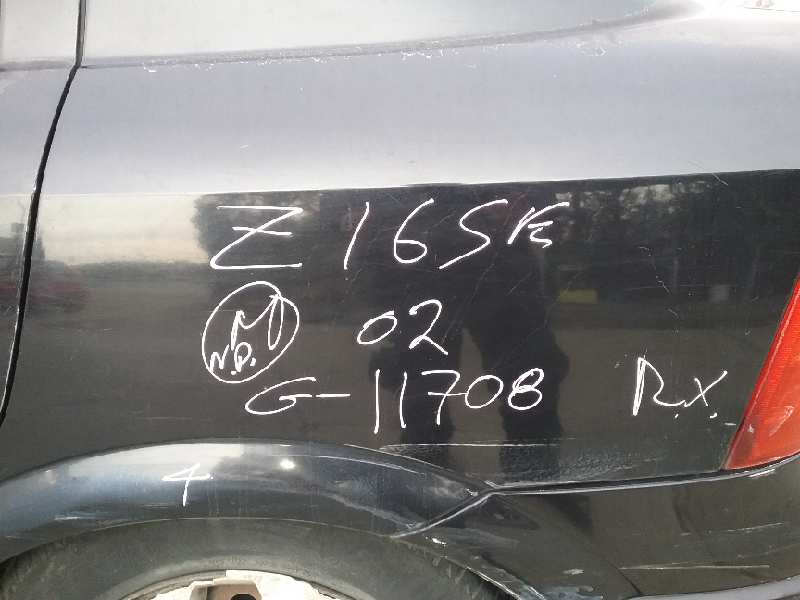 Z16SE
N.D. 02
G-11708 R.X.
4